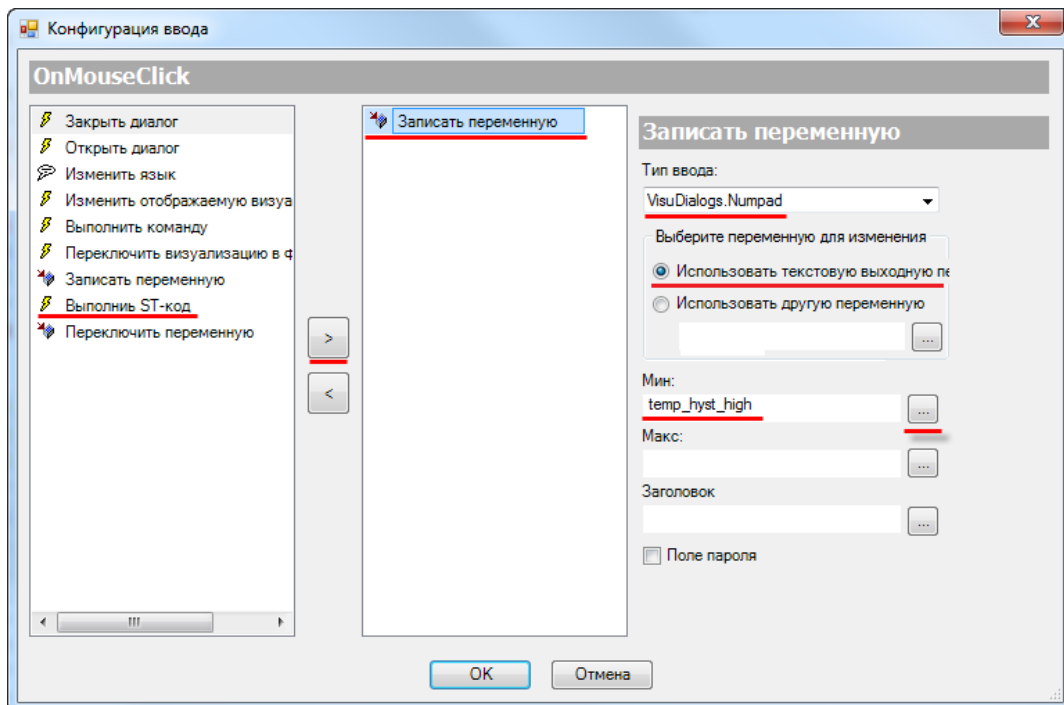 Конфигурация ввода
OnMouseClick
Закрыть диалог
Открыть диалог
Изменить язык
Изменить отображаемую визуа
Выполнить команду
Переключить визуализацию в ф
Записать переменную
Выполниь ST-код
Переключить переменную
>
<
Записать переменную
Записать переменную
Тип ввода:
VisuDialogs.Numpad
Выберите переменную для изменения
Использовать текстовую выходную пе
Использовать другую переменную
...
Мин:
temp_hyst_high
...
Макс:
...
Заголовок
...
Поле пароля
OK
Отмена